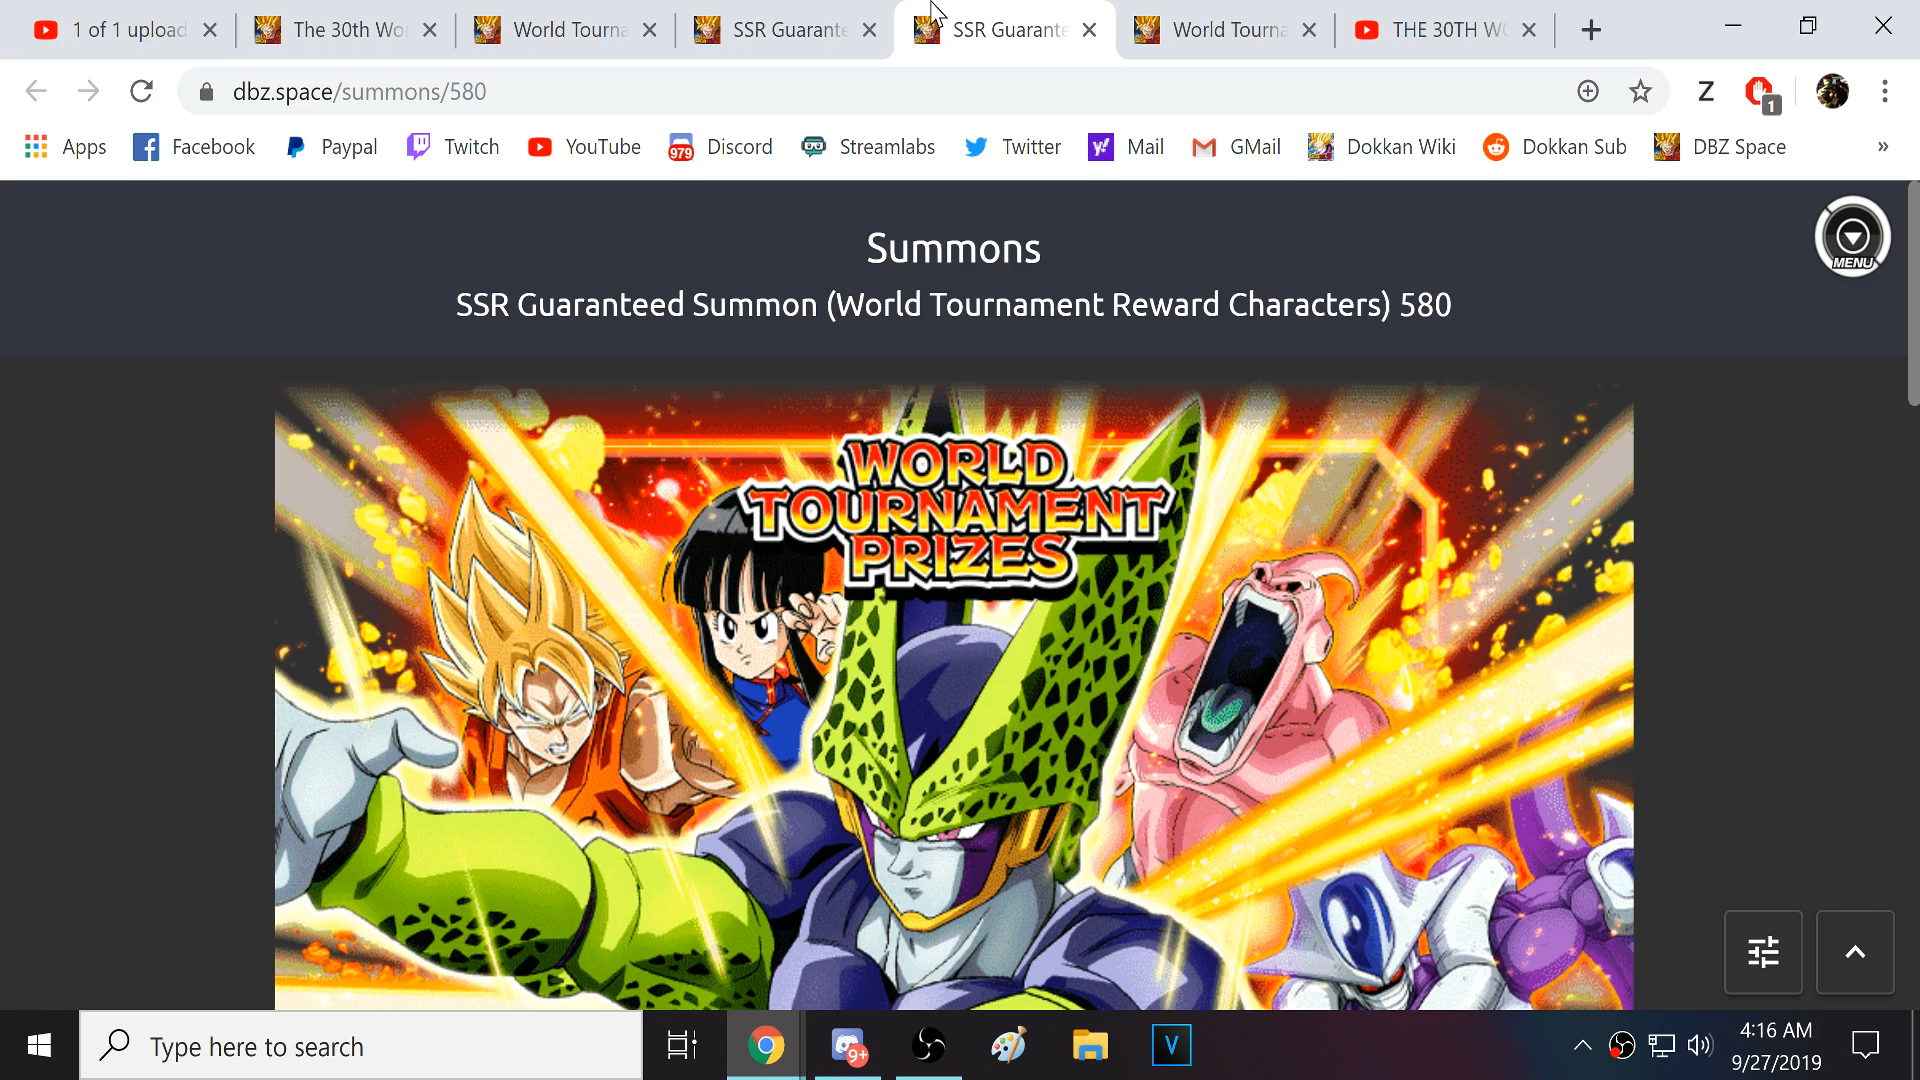 1 of 1 upload
The 30th Wo
World Tourna
SSR Guarante
SSR Guarante
World Tourna
THE 30TH W
dbz.space/summons/580
Z
1
Apps
Facebook
Paypal
Twitch
YouTube
979
Discord
Streamlabs
Twitter
y!
Mail
GMail
Dokkan Wiki
Dokkan Sub
DBZ Space
»
Summons
MENU
SSR Guaranteed Summon (World Tournament Reward Characters) 580
WORLD
TOURNAMENT
PRIZES
Type here to search
9+
V
4:16 AM
9/27/2019